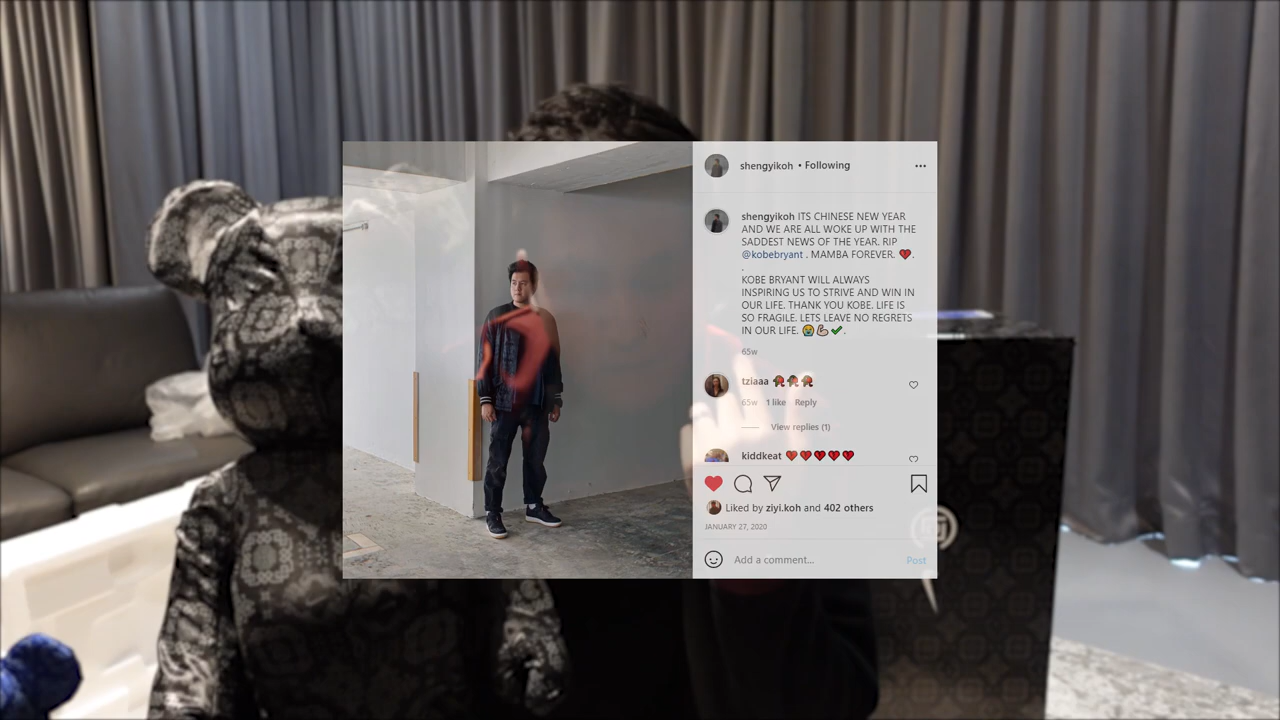 shengyikoh • Following
shengyikoh ITS CHINESE NEW YEAR
AND WE ARE ALL WOKE UP WITH THE
SADDEST NEWS OF THE YEAR. RIP
@kobebryant . MAMBA FOREVER. 💔.
.
KOBE BRYANT WILL ALWAYS
INSPIRING US TO STRIVE AND WIN IN
OUR LIFE. THANK YOU KOBE. LIFE IS
SO FRAGILE. LETS LEAVE NO REGRETS
IN OUR LIFE. 😭💪🏼✔️.
65w
tziaaa 🥀🥀🥀
65w 1 like Reply
View replies (1)
kiddkeat 💔💔💔💔💔
Liked by ziyi.koh and 402 others
JANUARY 27, 2020
Add a comment...
Post